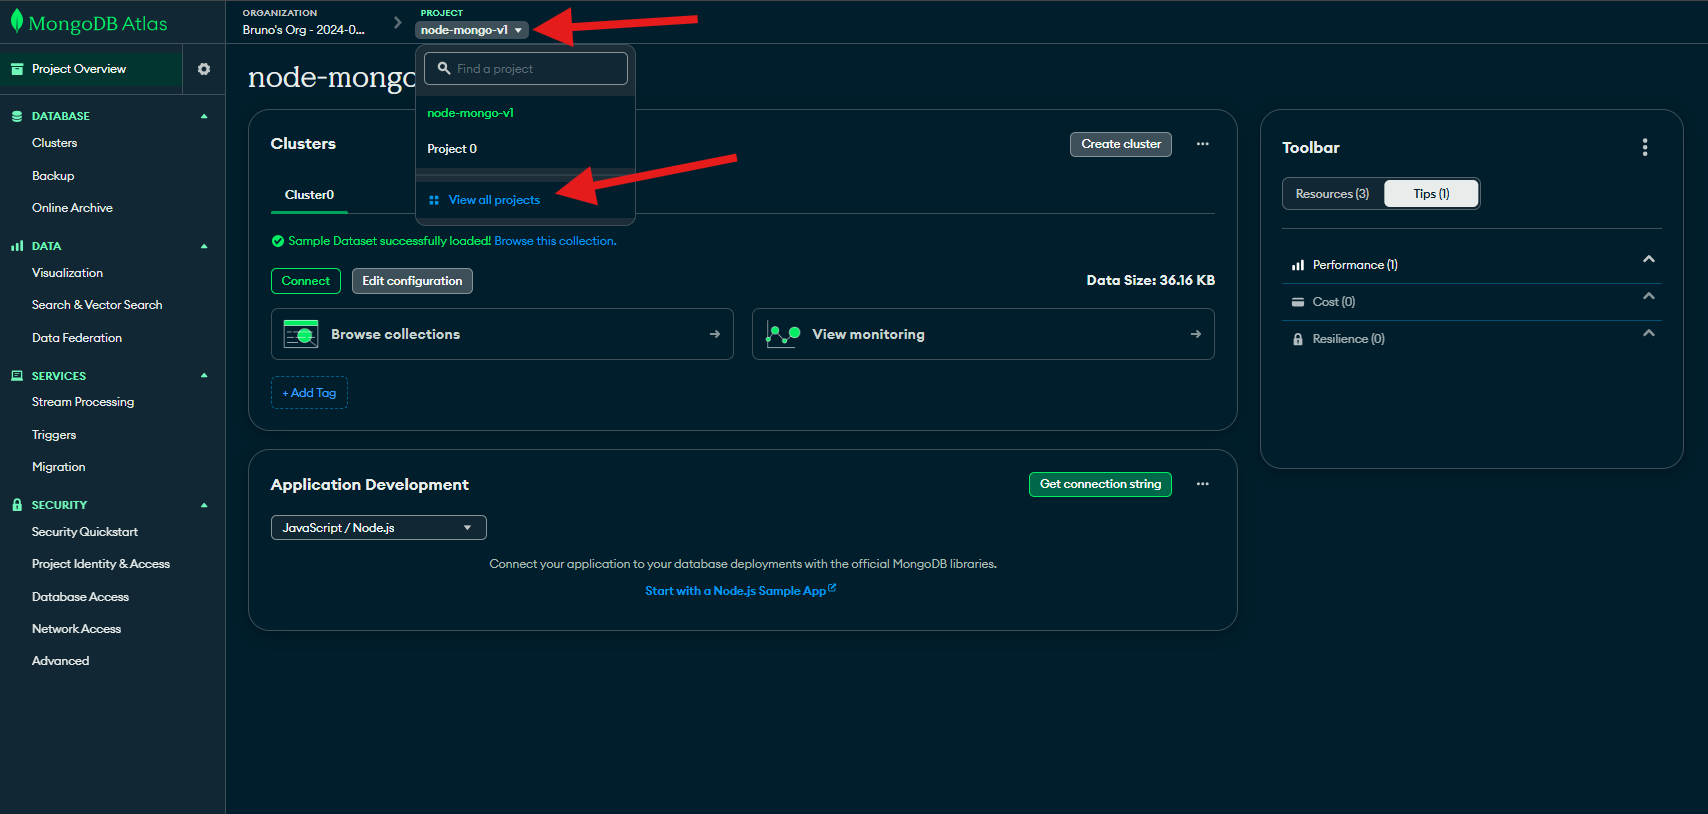 MongoDB Atlas
ORGANIZATION
Bruno's Org - 2024-0...
PROJECT
node-mongo-v1
Project Overview
DATABASE
Clusters
Backup
Online Archive
DATA
Visualization
Search & Vector Search
Data Federation
SERVICES
Stream Processing
Triggers
Migration
SECURITY
Security Quickstart
Project Identity & Access
Database Access
Network Access
Advanced
node-mongo
Find a project
node-mongo-v1
Project 0
View all projects
Clusters
Create cluster
Cluster0
Sample Dataset successfully loaded! Browse this collection.
Connect
Edit configuration
Data Size: 36.16 KB
Browse collections
View monitoring
+ Add Tag
Application Development
Get connection string
JavaScript / Node.js
Connect your application to your database deployments with the official MongoDB libraries.
Start with a Node.js Sample App
Toolbar
Resources (3)
Tips (1)
Performance (1)
Cost (0)
Resilience (0)